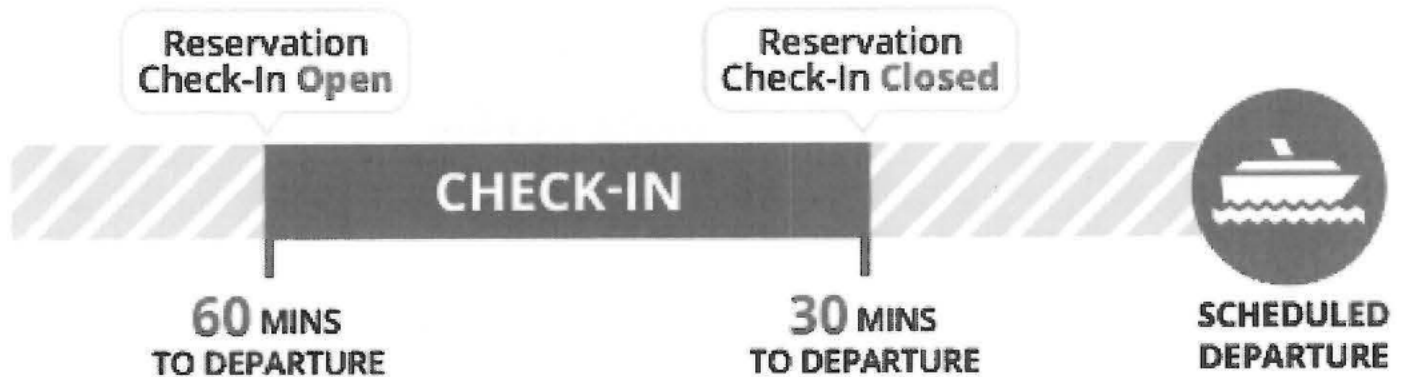 Reservation
Check-In Open
Reservation
Check-In Closed
CHECK-IN
60 MINS
TO DEPARTURE
30 MINS
TO DEPARTURE
SCHEDULED
DEPARTURE